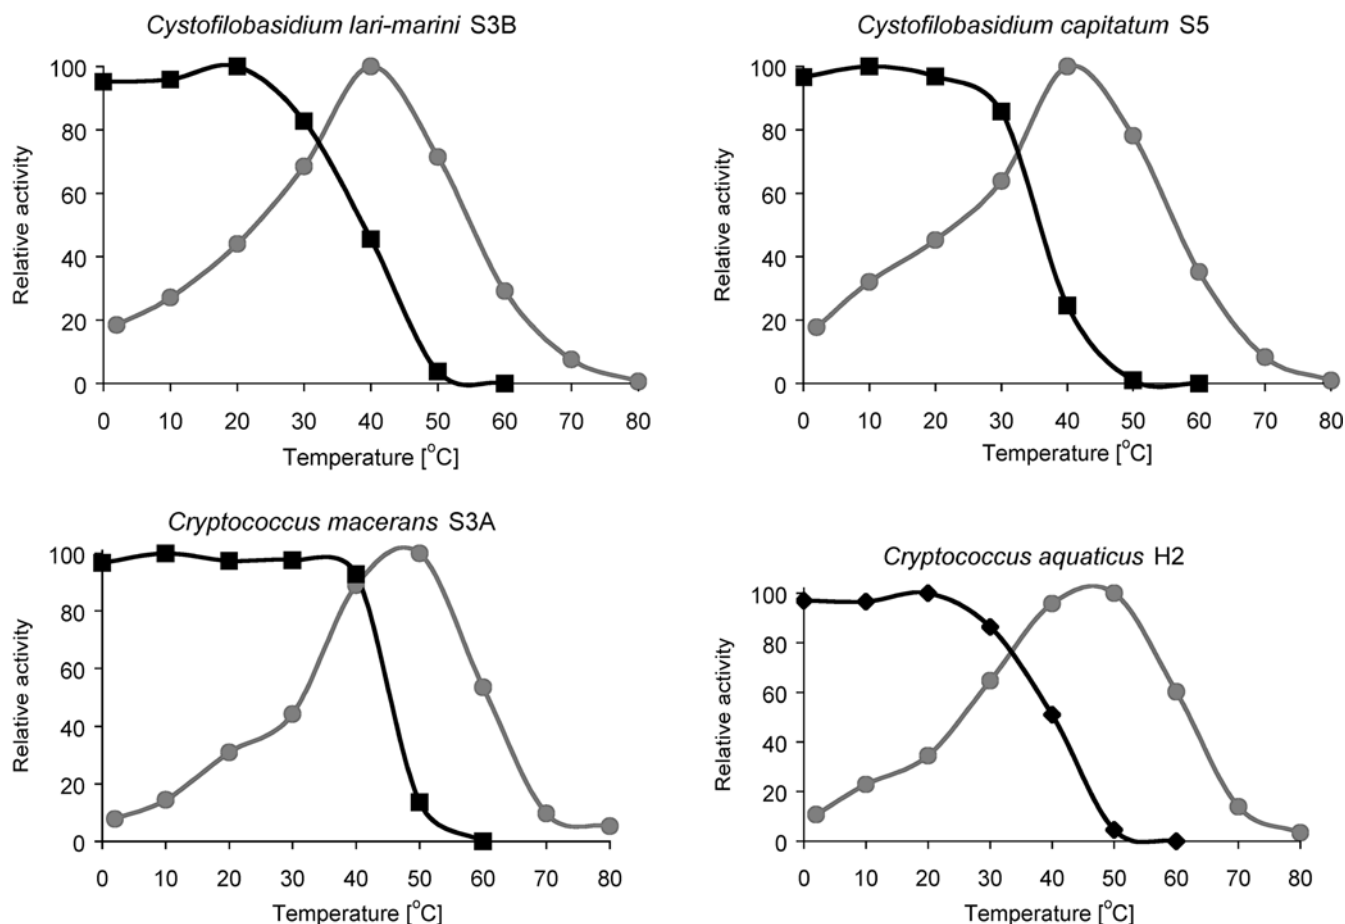 Cystofilobasidium lari-marini S3B
Relative activity
100
80
60
40
20
0
0 10 20 30 40 50 60 70 80
Temperature [°C]
Cystofilobasidium capitatum S5
Relative activity
100
80
60
40
20
0
0 10 20 30 40 50 60 70 80
Temperature [°C]
Cryptococcus macerans S3A
Relative activity
100
80
60
40
20
0
0 10 20 30 40 50 60 70 80
Temperature [°C]
Cryptococcus aquaticus H2
Relative activity
100
80
60
40
20
0
0 10 20 30 40 50 60 70 80
Temperature [°C]